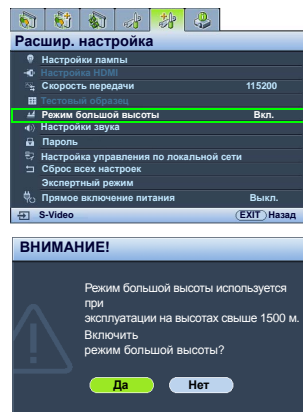 Расшир. настройка
Настройки лампы
Настройка HDMI
Скорость передачи 115200
Тестовый образец
Режим большой высоты Вкл.
Настройки звука
Пароль
Настройка управления по локальной сети
Сброс всех настроек
Экспертный режим
Прямое включение питания Выкл.
S-Video EXIT Назад
ВНИМАНИЕ!
Режим большой высоты используется
при
эксплуатации на высотах свыше 1500 м.
Включить
режим большой высоты?
Да Нет